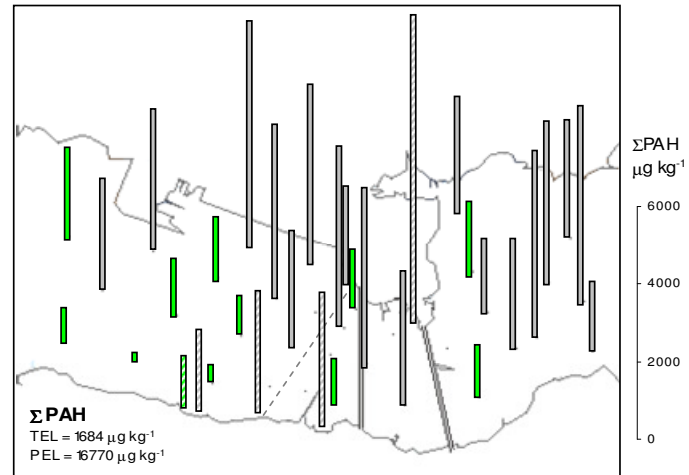 ΣPAH
μg kg-1
6000
4000
2000
0
ΣPAH
TEL = 1684 μg kg-1
PEL = 16770 μg kg-1